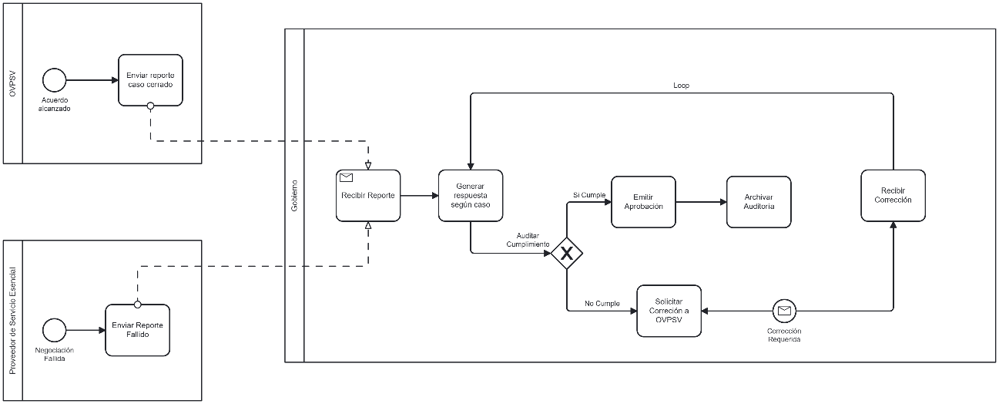 OVPSV
Acuerdo
alcanzado
Enviar reporte
caso cerrado
Proveedor de Servicio Esencial
Negociación
Fallida
Enviar Reporte
Fallido
Gobierno
Loop
Recibir Reporte
Generar
respuesta
según caso
Auditar
Cumplimiento
Si Cumple
Emitir
Aprobación
Archivar
Auditoría
Recibir
Corrección
No Cumple
Solicitar
Correción a
OVPSV
Corrección
Requerida